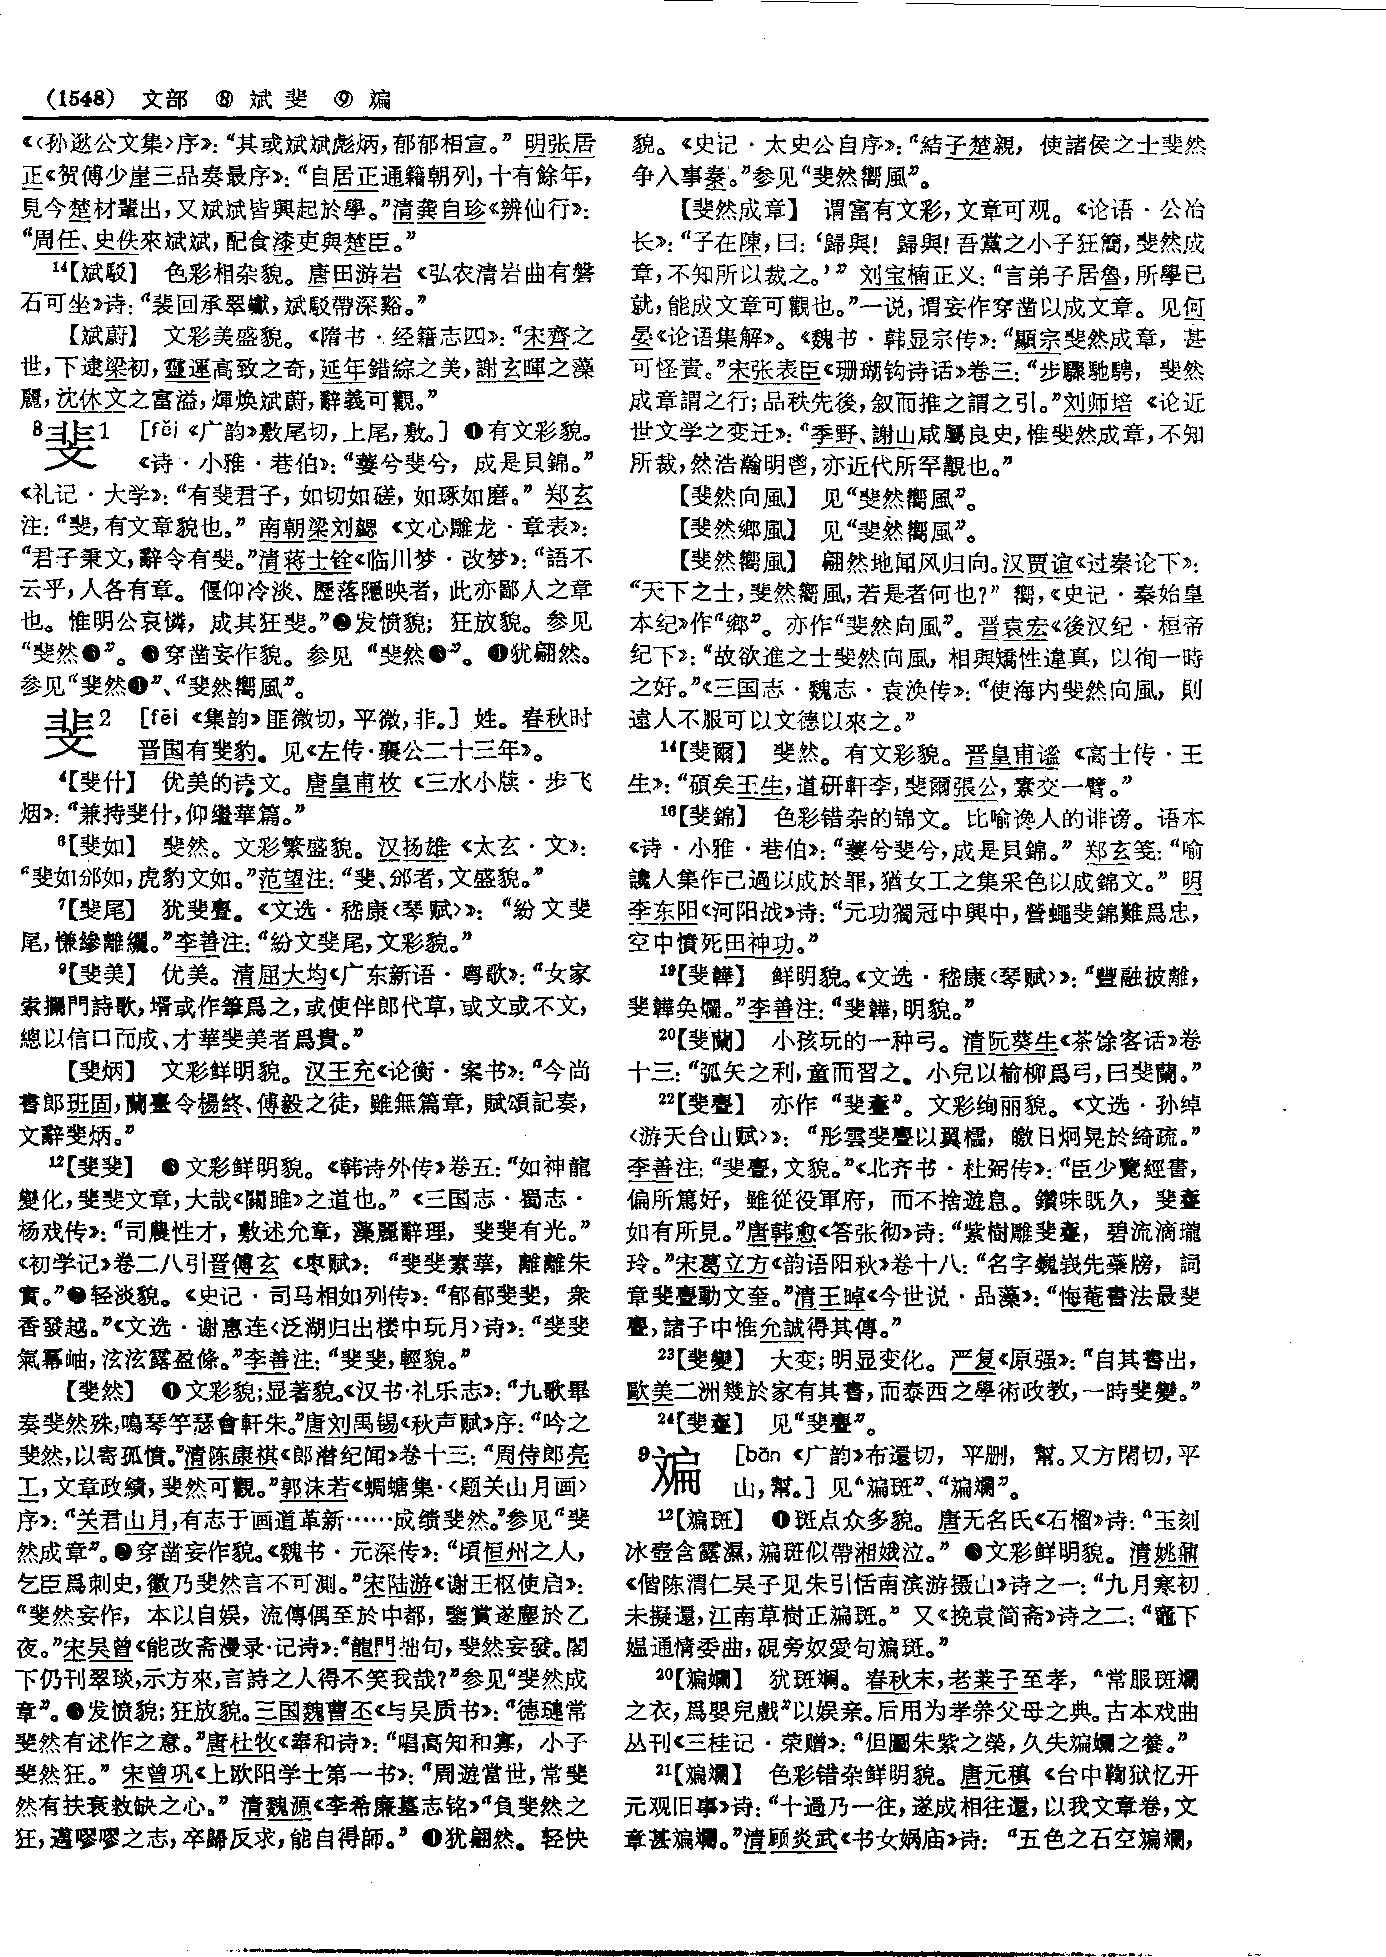 (1548) 文部 ⑧ 斌 斐 ⑨ 斒
《〈孙逖公文集〉序》：“其或斌斌彪炳，郁郁相宣。”明张居
正《贺傅少崖三品奏最序》：“自居正通籍朝列，十有餘年，
見今楚材輩出，又斌斌皆興起於學。”清龚自珍《辨仙行》：
“周任、史佚來斌斌，配食漆吏與楚臣。”
14【斌駁】 色彩相杂貌。唐田游岩《弘农清岩曲有磐
石可坐》诗：“裴回承翠巘，斌駁帶深谿。”
【斌蔚】 文彩美盛貌。《隋书·经籍志四》：“宋齊之
世，下逮梁初，靈運高致之奇，延年錯綜之美，謝玄暉之藻
麗，沈休文之富溢，煇焕斌蔚，辭義可觀。”
8斐1 [fěi《广韵》敷尾切，上尾，敷。] ❶有文彩貌。
《诗·小雅·巷伯》：“萋兮斐兮，成是貝錦。”
《礼记·大学》：“有斐君子，如切如磋，如琢如磨。”郑玄
注：“斐，有文章貌也。”南朝梁刘勰《文心雕龙·章表》：
“君子秉文，辭令有斐。”清蒋士铨《临川梦·改梦》：“語不
云乎，人各有章。偃仰冷淡、歷落隱映者，此亦鄙人之章
也。惟明公哀憐，成其狂斐。”❷发愤貌；狂放貌。参见
“斐然❸”。❸穿凿妄作貌。参见“斐然❷”。❹犹翩然。
参见“斐然❹”、“斐然嚮風”。
斐2 [fēi《集韵》匪微切，平微，非。] 姓。春秋时
晋国有斐豹。见《左传·襄公二十三年》。
4【斐什】 优美的诗文。唐皇甫枚《三水小牍·步飞
烟》：“兼持斐什，仰繼華篇。”
6【斐如】 斐然。文彩繁盛貌。汉扬雄《太玄·文》：
“斐如邠如，虎豹文如。”范望注：“斐、邠者，文盛貌。”
7【斐尾】 犹斐亹。《文选·嵇康〈琴赋〉》：“紛文斐
尾，慊縿離纚。”李善注：“紛文斐尾，文彩貌。”
9【斐美】 优美。清屈大均《广东新语·粤歌》：“女家
索攔門詩歌，壻或作筆爲之，或使伴郎代草，或文或不文，
總以信口而成、才華斐美者爲貴。”
【斐炳】 文彩鲜明貌。汉王充《论衡·案书》：“今尚
書郎班固，蘭臺令楊终、傅毅之徒，雖無篇章，賦頌記奏，
文辭斐炳。”
12【斐斐】 ❶文彩鲜明貌。《韩诗外传》卷五：“如神龍
變化，斐斐文章，大哉《關雎》之道也。”《三国志·蜀志·
杨戏传》：“司農性才，敷述允章，藻麗辭理，斐斐有光。”
《初学记》卷二八引晋傅玄《枣赋》：“斐斐素華，離離朱
實。”❷轻淡貌。《史记·司马相如列传》：“郁郁斐斐，衆
香發越。”《文选·谢惠连〈泛湖归出楼中玩月〉诗》：“斐斐
氣冪岫，泫泫露盈條。”李善注：“斐斐，輕貌。”
【斐然】 ❶文彩貌；显著貌。《汉书·礼乐志》：“九歌畢
奏斐然殊，鳴琴竽瑟會軒朱。”唐刘禹锡《秋声赋》序：“吟之
斐然，以寄孤憤。”清陈康祺《郎潜纪闻》卷十三：“周侍郎亮
工，文章政績，斐然可觀。”郭沫若《蜩螗集·〈题关山月画〉
序》：“关君山月，有志于画道革新……成绩斐然。”参见“斐
然成章”。❷穿凿妄作貌。《魏书·元深传》：“頃恒州之人，
乞臣爲刺史，徽乃斐然言不可测。”宋陆游《谢王枢使启》：
“斐然妄作，本以自娱，流傳偶至於中都，鑒賞遂塵於乙
夜。”宋吴曾《能改斋漫录·记诗》：“龍門拙句，斐然妄發。閣
下仍刊翠琰，示方來，言詩之人得不笑我哉？”参见“斐然成
章”。❸发愤貌；狂放貌。三国魏曹丕《与吴质书》：“德璉常
斐然有述作之意。”唐杜牧《奉和诗》：“唱高知和寡，小子
斐然狂。”宋曾巩《上欧阳学士第一书》：“周遊當世，常斐
然有扶衰救缺之心。”清魏源《李希廉墓志铭》“負斐然之
狂，邁嘐嘐之志，卒歸反求，能自得師。”❹犹翩然。轻快
貌。《史记·太史公自序》：“結子楚親，使諸侯之士斐然
争入事秦。”参见“斐然嚮風”。
【斐然成章】 谓富有文彩，文章可观。《论语·公冶
长》：“子在陳，曰：‘歸與！歸與！吾黨之小子狂簡，斐然成
章，不知所以裁之。’”刘宝楠正义：“言弟子居魯，所學已
就，能成文章可觀也。”一说，谓妄作穿凿以成文章。见何
晏《论语集解》。《魏书·韩显宗传》：“顯宗斐然成章，甚
可怪責。”宋张表臣《珊瑚钩诗话》卷三：“步驟馳騁，斐然
成章謂之行；品秩先後，叙而推之謂之引。”刘师培《论近
世文学之变迁》：“季野、謝山咸屬良史，惟斐然成章，不知
所裁，然浩瀚明鬯，亦近代所罕覯也。”
【斐然向風】 见“斐然嚮風”。
【斐然鄉風】 见“斐然嚮風”。
【斐然嚮風】 翩然地闻风归向。汉贾谊《过秦论下》：
“天下之士，斐然嚮風，若是者何也？”嚮，《史记·秦始皇
本纪》作“鄉”。亦作“斐然向風”。晋袁宏《後汉纪·桓帝
纪下》：“故欲進之士斐然向風，相與矯性違真，以徇一時
之好。”《三国志·魏志·袁涣传》：“使海内斐然向風，則
遠人不服可以文德以來之。”
14【斐爾】 斐然。有文彩貌。晋皇甫谧《高士传·王
生》：“碩矣王生，道研軒李，斐爾張公，素交一臂。”
16【斐錦】 色彩错杂的锦文。比喻谗人的诽谤。语本
《诗·小雅·巷伯》：“萋兮斐兮，成是貝錦。”郑玄笺：“喻
讒人集作己過以成於罪，猶女工之集采色以成錦文。”明
李东阳《河阳战》诗：“元功獨冠中興中，營蠅斐錦難爲忠，
空中憤死田神功。”
19【斐韡】 鲜明貌。《文选·嵇康〈琴赋〉》：“豐融披離，
斐韡奂爛。”李善注：“斐韡，明貌。”
20【斐蘭】 小孩玩的一种弓。清阮葵生《茶馀客话》卷
十三：“弧矢之利，童而習之。小兒以榆柳爲弓，曰斐蘭。”
22【斐亹】 亦作“斐斖”。文彩绚丽貌。《文选·孙绰
〈游天台山赋〉》：“彤雲斐亹以翼櫺，皦日炯晃於綺疏。”
李善注：“斐亹，文貌。”《北齐书·杜弼传》：“臣少覽經書，
偏所篤好，雖從役軍府，而不捨遊息。鑽味既久，斐斖
如有所見。”唐韩愈《答张彻》诗：“紫樹雕斐斖，碧流滴瓏
玲。”宋葛立方《韵语阳秋》卷十八：“名字巍峩先蘂牓，詞
章斐亹動文奎。”清王晫《今世说·品藻》：“悔菴書法最斐
亹，諸子中惟允誠得其傳。”
23【斐變】 大变；明显变化。严复《原强》：“自其書出，
歐美二洲幾於家有其書，而泰西之學術政教，一時斐變。”
24【斐斖】 见“斐亹”。
9斒 [bān《广韵》布還切，平删，幫。又方閑切，平
山，幫。] 见“斒斑”、“斒斕”。
12【斒斑】 ❶斑点众多貌。唐无名氏《石榴》诗：“玉刻
冰壺含露濕，斒斑似帶湘娥泣。”❷文彩鲜明貌。清姚鼐
《偕陈渭仁吴子见朱引恬南滨游摄山》诗之一：“九月寒初
未擬還，江南草樹正斒斑。”又《挽袁简斋》诗之二：“竈下
媪通情委曲，硯旁奴愛句斒斑。”
20【斒斕】 犹斑斓。春秋末，老莱子至孝，“常服斑斕
之衣，爲嬰兒戲”以娱亲。后用为孝养父母之典。古本戏曲
丛刊《三桂记·荣赠》：“但圖朱紫之榮，久失斒斕之養。”
21【斒斕】 色彩错杂鲜明貌。唐元稹《台中鞫狱忆开
元观旧事》诗：“十過乃一往，遂成相往還，以我文章卷，文
章甚斒斕。”清顾炎武《书女娲庙》诗：“五色之石空斒斕，